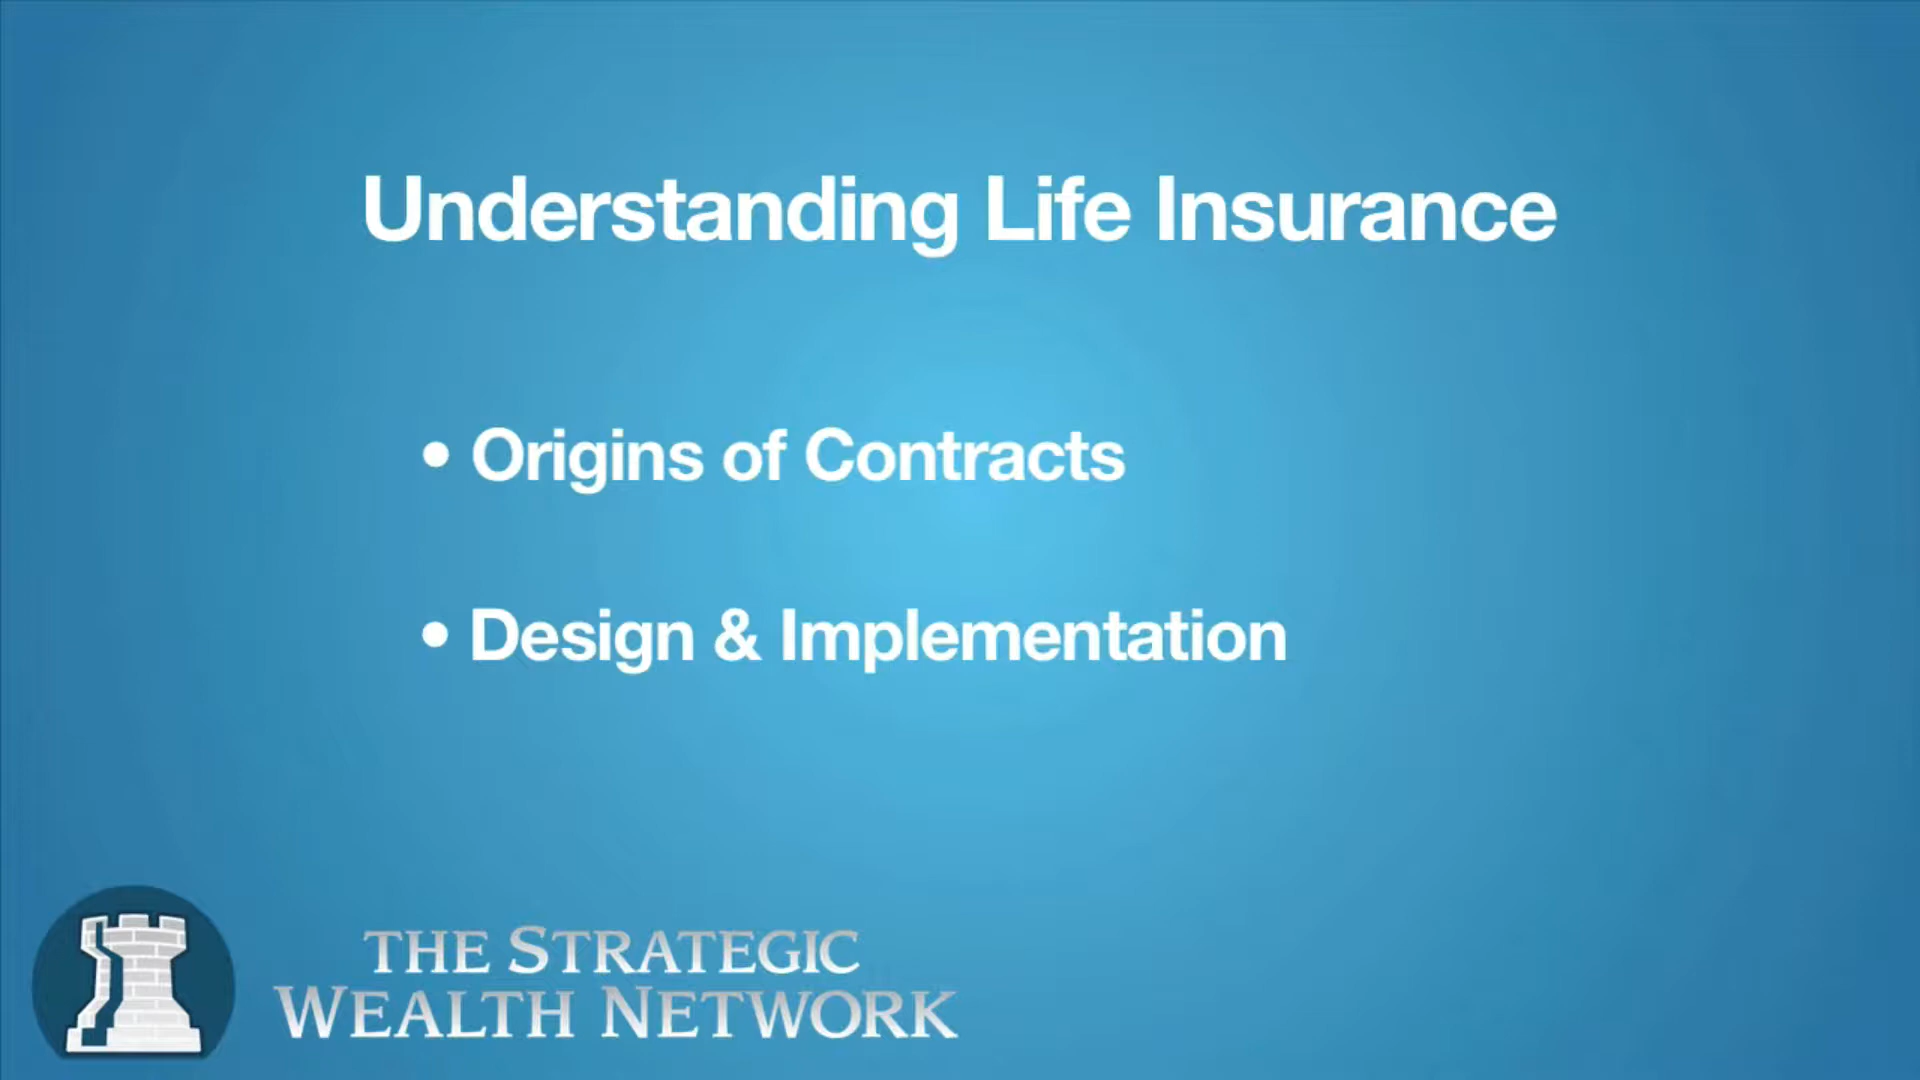 Understanding Life Insurance
• Origins of Contracts
• Design & Implementation
THE STRATEGIC
WEALTH NETWORK